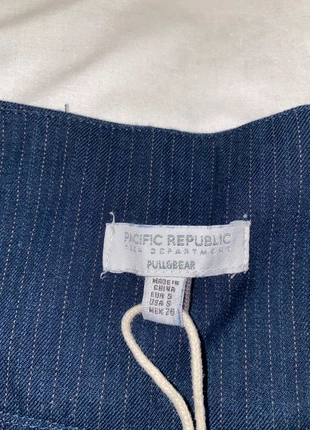 PACIFIC REPUBLIC
DEPARTMENT
PULL&BEAR
MADE IN
CHINA
EUR S
USA S
MEX 26